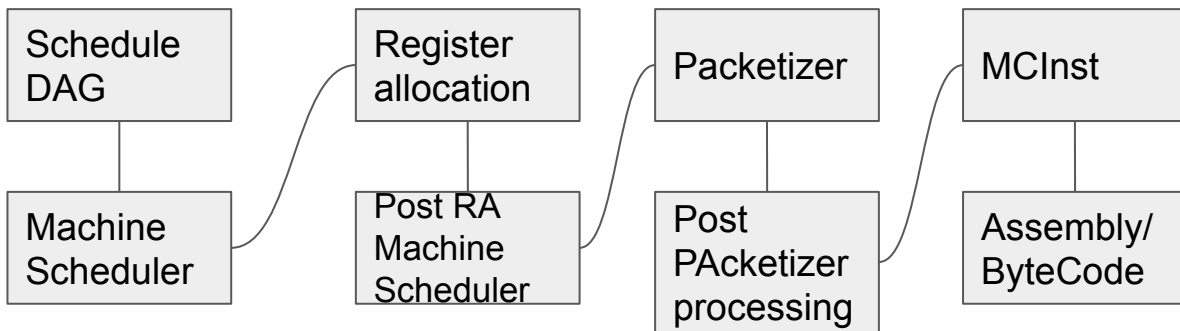 Schedule
DAG
Machine
Scheduler
Register
allocation
Post RA
Machine
Scheduler
Packetizer
Post
PAcketizer
processing
MCInst
Assembly/
ByteCode